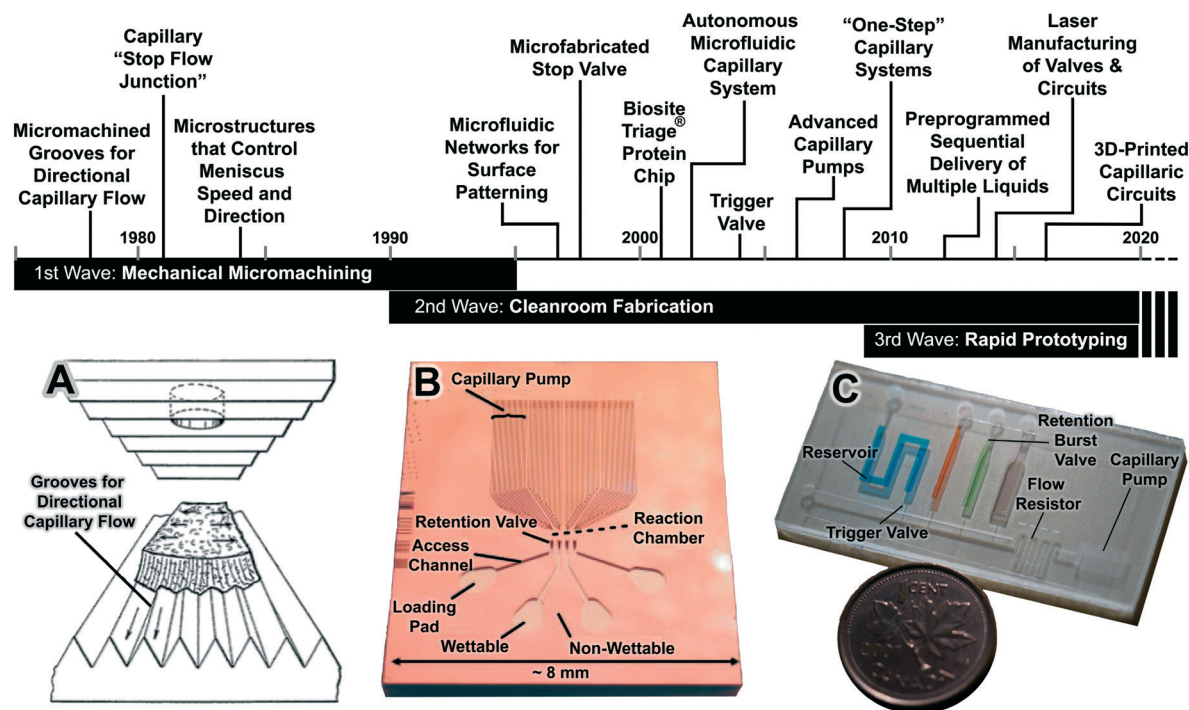 Capillary
“Stop Flow
Junction”
Micromachined
Grooves for
Directional
Capillary Flow
Microstructures
that Control
Meniscus
Speed and
Direction
Microfluidic
Networks for
Surface
Patterning
Microfabricated
Stop Valve
Biosite
Triage®
Protein
Chip
Autonomous
Microfluidic
Capillary
System
Trigger
Valve
Advanced
Capillary
Pumps
“One-Step”
Capillary
Systems
Preprogrammed
Sequential
Delivery of
Multiple Liquids
Laser
Manufacturing
of Valves &
Circuits
3D-Printed
Capillaric
Circuits
1980
1990
2000
2010
2020
1st Wave: Mechanical Micromachining
2nd Wave: Cleanroom Fabrication
3rd Wave: Rapid Prototyping
A
Grooves for
Directional
Capillary Flow
B
Capillary Pump
Retention Valve
Reaction
Chamber
Access
Channel
Loading
Pad
Wettable
Non-Wettable
~ 8 mm
C
Reservoir
Retention
Burst
Valve
Capillary
Pump
Flow
Resistor
Trigger Valve
1 CENT
CANADA